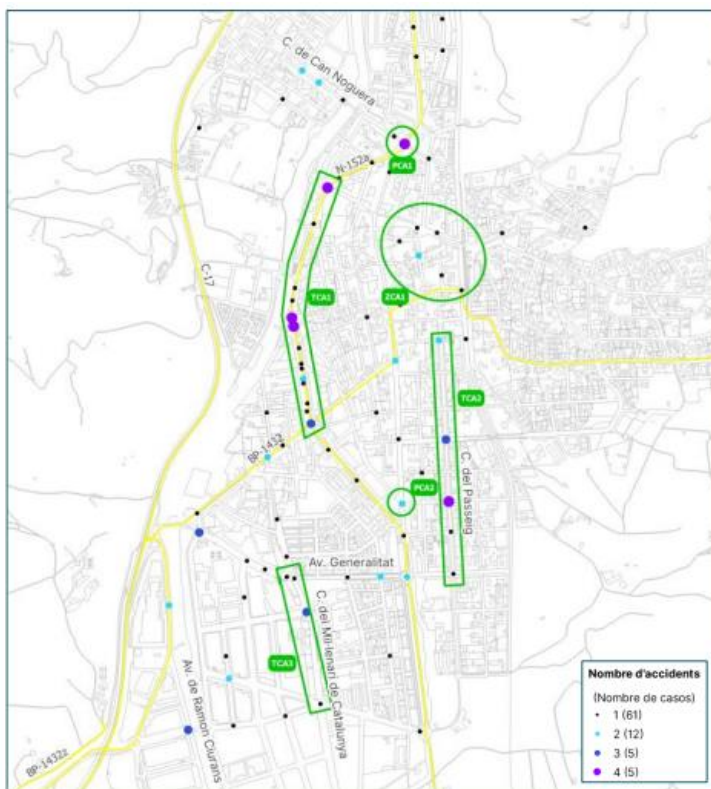 C. de Can Noguera
N-152a
PCA1
C-17
TCA1
ZCA1
TCA2
BP-1432
PCA2
C. del Passeig
Av. Generalitat
C. del Mil·lenari de Catalunya
TCA3
Av. de Ramon Ciurans
BP-1432z
Nombre d'accidents
(Nombre de casos)
1 (61)
2 (12)
3 (5)
4 (5)